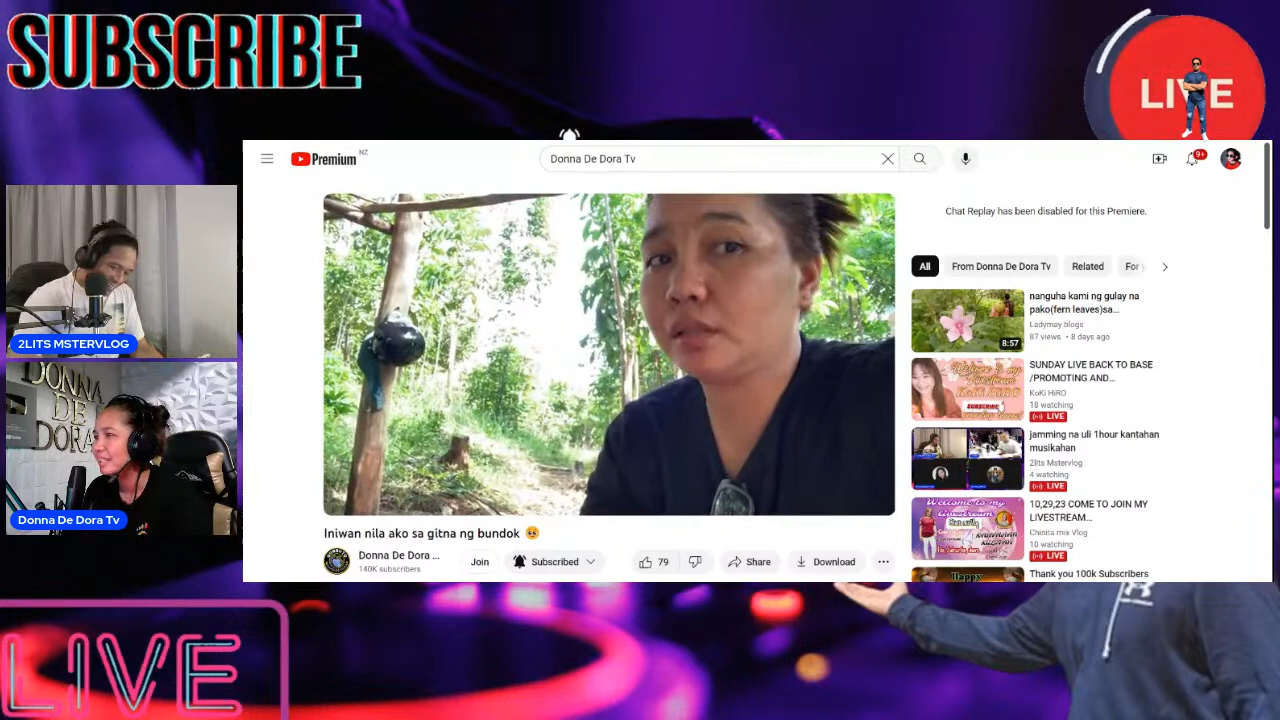 SUBSCRIBE
LIVE
Premium NZ
Donna De Dora Tv
9+
Chat Replay has been disabled for this Premiere.
All
From Donna De Dora Tv
Related
For
nanguha kami ng gulay na
pako(fern leaves)sa...
Ladymay blogs
87 views • 8 days ago
8:57
SUNDAY LIVE BACK TO BASE
/PROMOTING AND...
KoKi HiRO
18 watching
LIVE
jamming na uli 1hour kantahan
musikahan
2lits Mstervlog
4 watching
LIVE
10,29,23 COME TO JOIN MY
LIVESTREAM...
Chinita mix Vlog
10 watching
LIVE
Thank you 100k Subscribers
Iniwan nila ako sa gitna ng bundok
Donna De Dora ...
140K subscribers
Join
Subscribed
79
Share
Download
2LITS MSTERVLOG
DONNA
DE
DORA
Donna De Dora Tv
LIVE